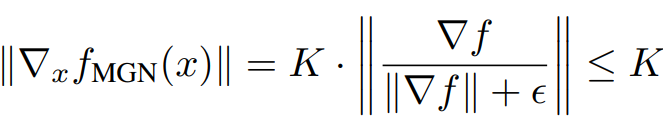 ‖∇ₓf_MGN(x)‖ = K · ‖ ∇f / (‖∇f‖ + ϵ) ‖ ≤ K